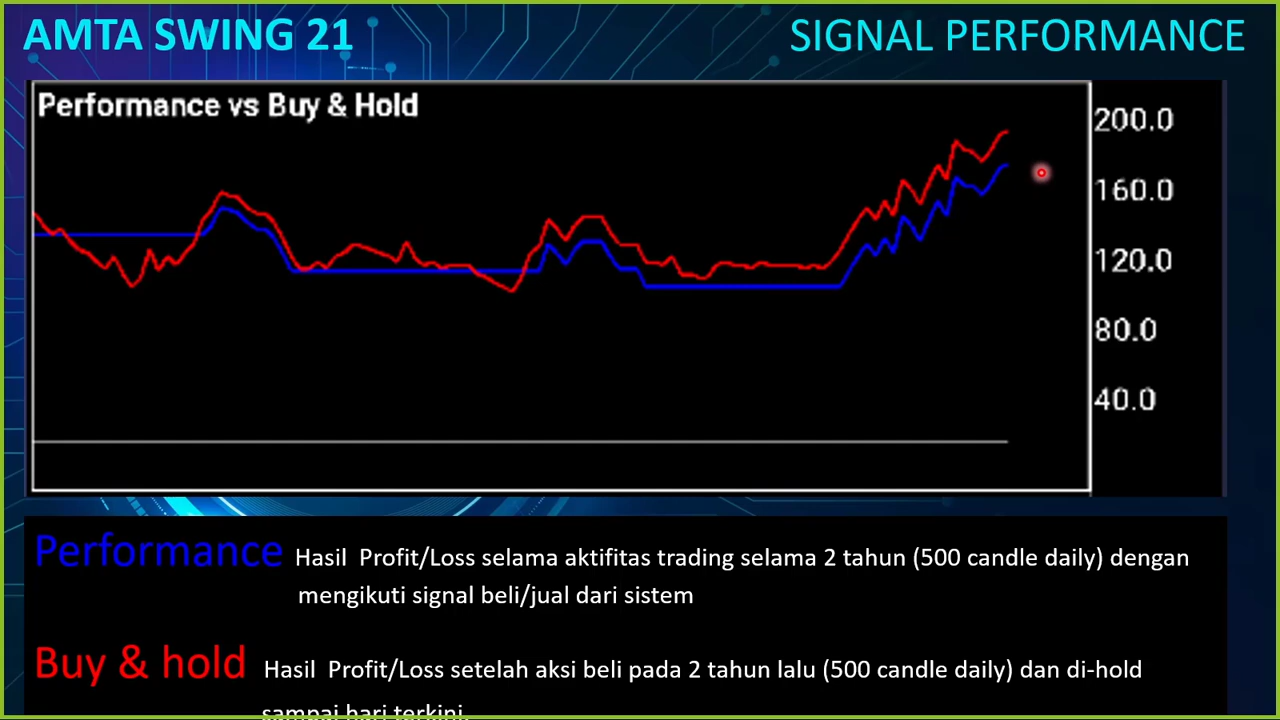 AMTA SWING 21
SIGNAL PERFORMANCE
Performance vs Buy & Hold
200.0
160.0
120.0
80.0
40.0
Performance Hasil Profit/Loss selama aktifitas trading selama 2 tahun (500 candle daily) dengan
mengikuti signal beli/jual dari sistem
Buy & hold Hasil Profit/Loss setelah aksi beli pada 2 tahun lalu (500 candle daily) dan di-hold
sampai hari terkini.